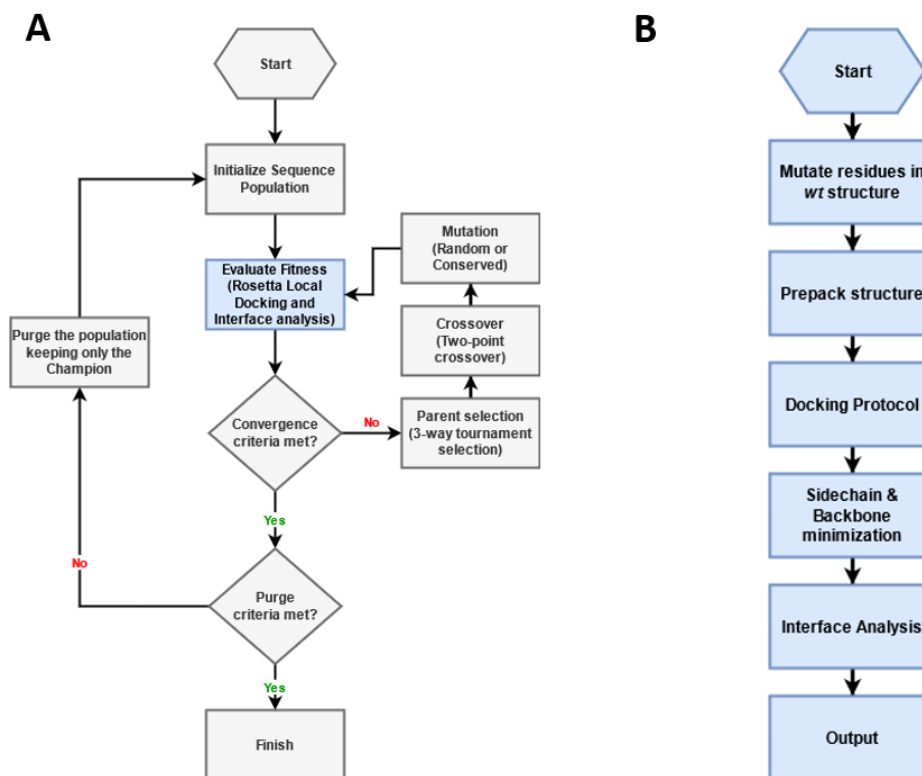 A
Start
Initialize Sequence
Population
Evaluate Fitness
(Rosetta Local
Docking and
Interface analysis)
Mutation
(Random or
Conserved)
Crossover
(Two-point
crossover)
Parent selection
(3-way tournament
selection)
Purge the population
keeping only the
Champion
Convergence
criteria met?
No
Yes
No
Purge
criteria met?
Yes
Finish
B
Start
Mutate residues in
wt structure
Prepack structure
Docking Protocol
Sidechain &
Backbone
minimization
Interface Analysis
Output